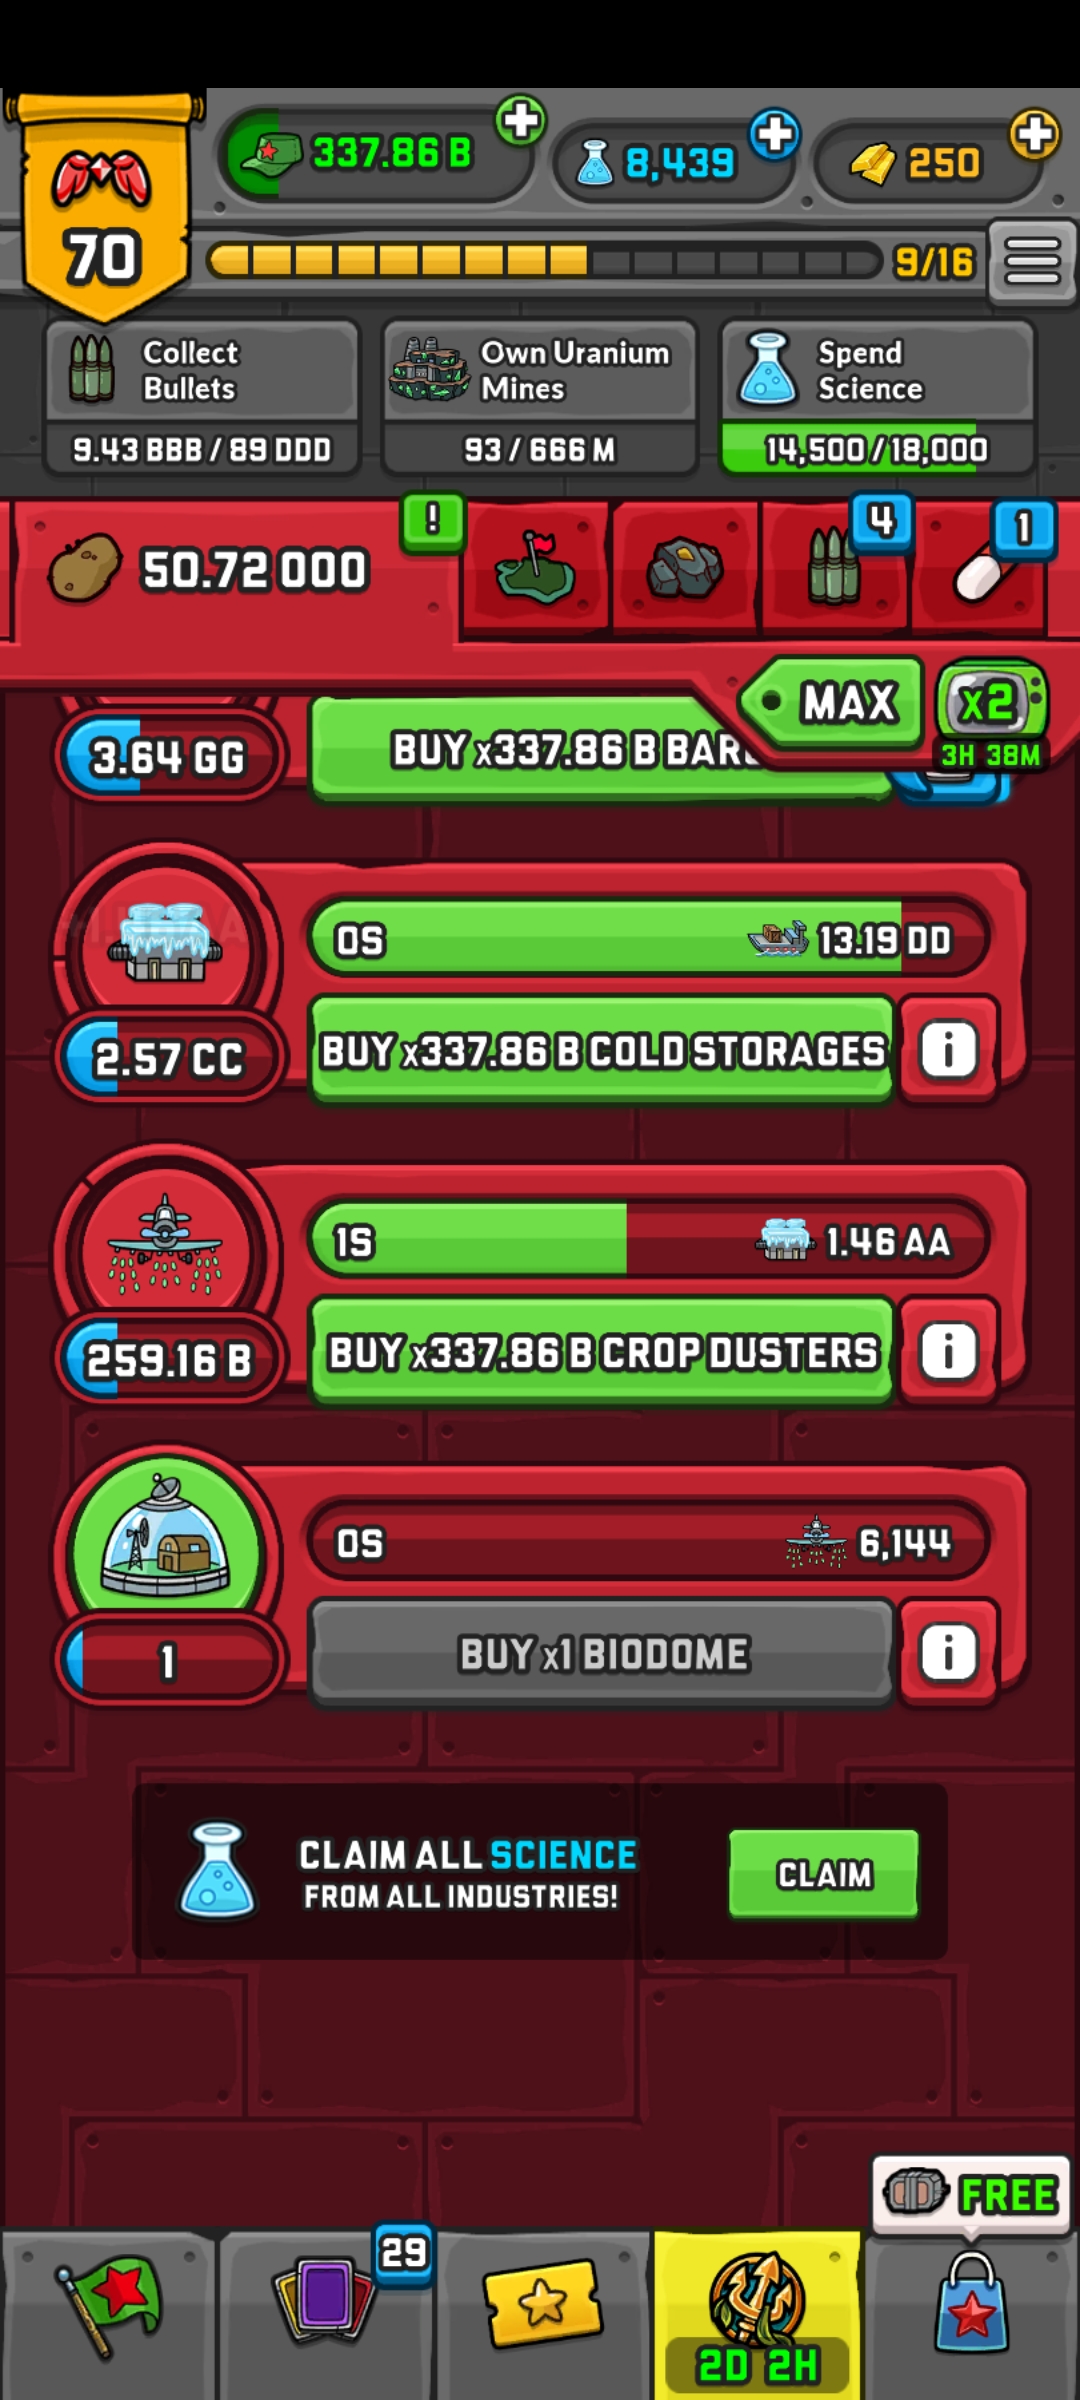 337.86 B
8,439
250
70
9/16
Collect
Bullets
9.43 BBB / 89 DDD
Own Uranium
Mines
93 / 666 M
Spend
Science
14,500/18,000
50.72 OOO
!
4
1
MAX
x2
3H 38M
3.64 GG
BUY x337.86 B
0S
13.19 DD
2.57 CC
BUY x337.86 B COLD STORAGES
i
1S
1.46 AA
259.16 B
BUY x337.86 B CROP DUSTERS
i
0S
6,144
1
BUY x1 BIODOME
i
CLAIM ALL SCIENCE
FROM ALL INDUSTRIES!
CLAIM
FREE
29
2D 2H